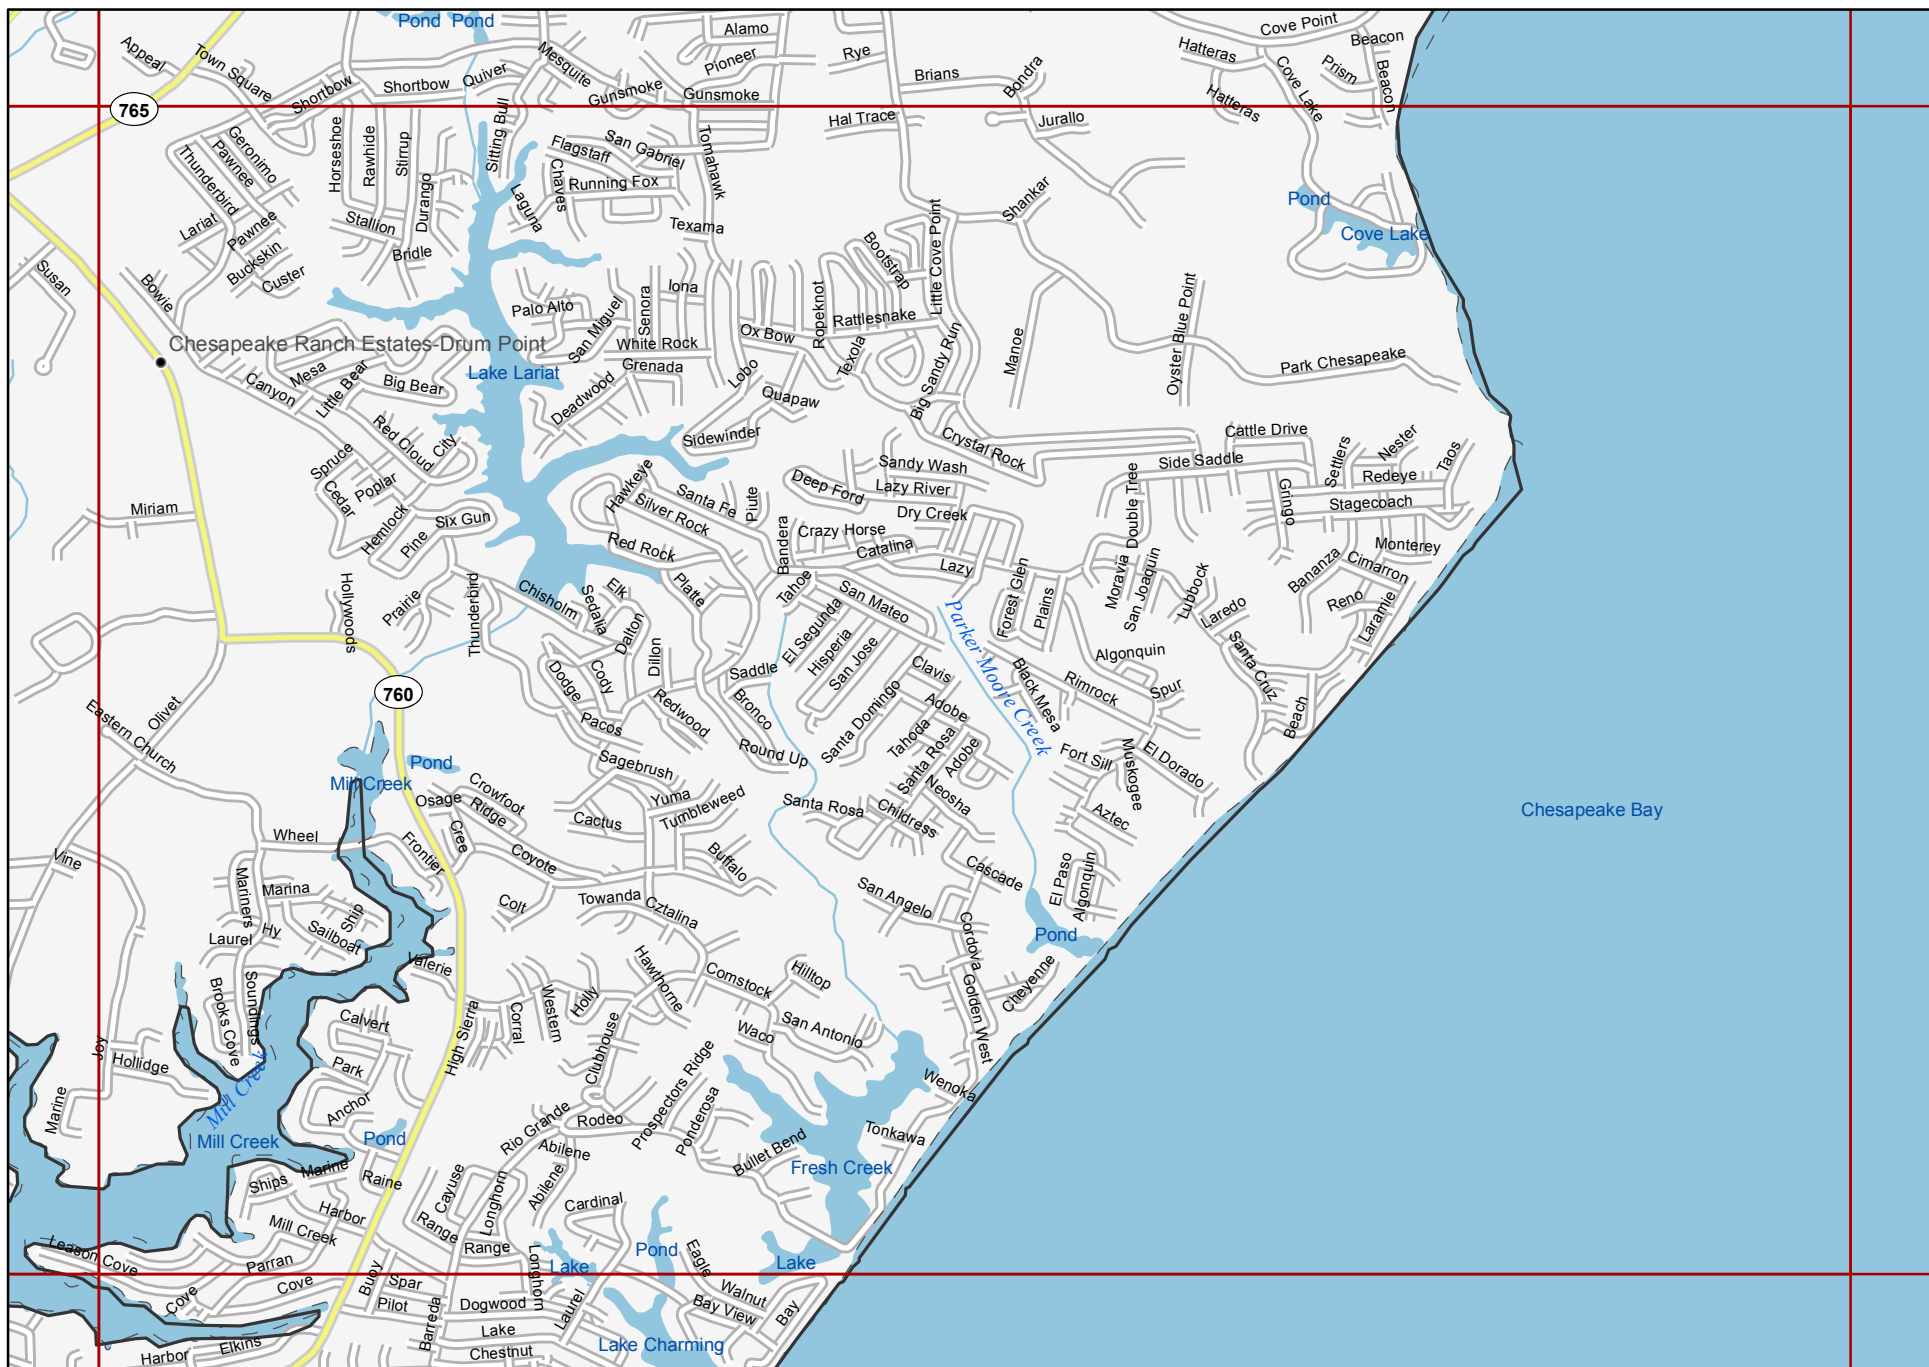 Pond Pond
Cove Point
Beacon
Alamo
Hatteras
Appeal
Town Square
Mesquite
Pioneer
Rye
Prism
Beacon
Shortbow
Shortbow
Quiver
Gunsmoke
Gunsmoke
Brians
Bondra
Cove Lake
Hatteras
765
Hal Trace
Jurallo
Sitting Bull
Horseshoe
Rawhide
Stirrup
Durango
Geronimo
Pawnee
Thunderbird
Flagstaff
San Gabriel
Tomahawk
Chaves
Running Fox
Laguna
Shankar
Pond
Cove Lake
Lariat
Pawnee
Stallion
Bridle
Texama
Little Cove Point
Bootstrap
Buckskin
Custer
Susan
Bowie
Iona
Palo Alto
San Miguel
Senora
Ropeknot
Rattlesnake
Oyster Blue Point
Chesapeake Ranch Estates-Drum Point
White Rock
Ox Bow
Texola
Big Sandy Run
Manoe
Park Chesapeake
Mesa
Little Bear
Big Bear
Lake Lariat
Grenada
Lobo
Canyon
Deadwood
Quapaw
Red Cloud
City
Sidewinder
Crystal Rock
Cattle Drive
Spruce
Poplar
Cedar
Hawkeye
Santa Fe
Silver Rock
Piute
Deep Ford
Sandy Wash
Lazy River
Side Saddle
Double Tree
Gringo
Settlers
Nester
Redeye
Taos
Stagecoach
Miriam
Hemlock
Pine
Six Gun
Red Rock
Bandera
Crazy Horse
Dry Creek
Catalina
Lazy
Monterey
Cimarron
Bananza
Hollywoods
Prairie
Thunderbird
Chisholm
Sedalia
Elk
Platte
Tahoe
San Mateo
Forest Glen
Plains
Moravia
San Joaquin
Lubbock
Laredo
Reno
Laramie
Dalton
Dillon
El Segunda
Hisperia
San Jose
Parker Moore Creek
Algonquin
Santa Cruz
760
Dodge
Cody
Saddle
Bronco
Clavis
Black Mesa
Rimrock
Spur
Beach
Eastern Church
Olivet
Pacos
Redwood
Santa Domingo
Adobe
Tahoda
Santa Rosa
Adobe
Round Up
Fort Sill
Muskogee
El Dorado
Sagebrush
Pond
Mill Creek
Osage
Crowfoot
Ridge
Yuma
Tumbleweed
Neosha
Chesapeake Bay
Cactus
Santa Rosa
Childress
Aztec
Wheel
Frontier
Cree
Coyote
Buffalo
Vine
Cascade
El Paso
Algonquin
Mariners
Marina
Ship
Sailboat
Hy
Laurel
Colt
Towanda
Cztalina
San Angelo
Cordova
Pond
Valerie
Brooks Cove
Soundings
Hawthorne
Comstock
Hilltop
Golden West
Cheyenne
Calvert
High Sierra
Corral
Western
Holly
Waco
San Antonio
Joy
Hollidge
Mill Creek
Park
Clubhouse
Prospectors Ridge
Wenoka
Marine
Anchor
Rio Grande
Rodeo
Ponderosa
Tonkawa
Mill Creek
Pond
Abilene
Bullet Bend
Fresh Creek
Ships
Marine
Raine
Cayuse
Longhorn
Abilene
Cardinal
Harbor
Mill Creek
Range
Range
Leason Cove
Parran
Longhorn
Lake
Pond
Eagle
Lake
Cove
Cove
Buoy
Spar
Pilot
Barreda
Dogwood
Laurel
Walnut
Bay View
Bay
Harbor
Elkins
Lake
Chestnut
Lake Charming